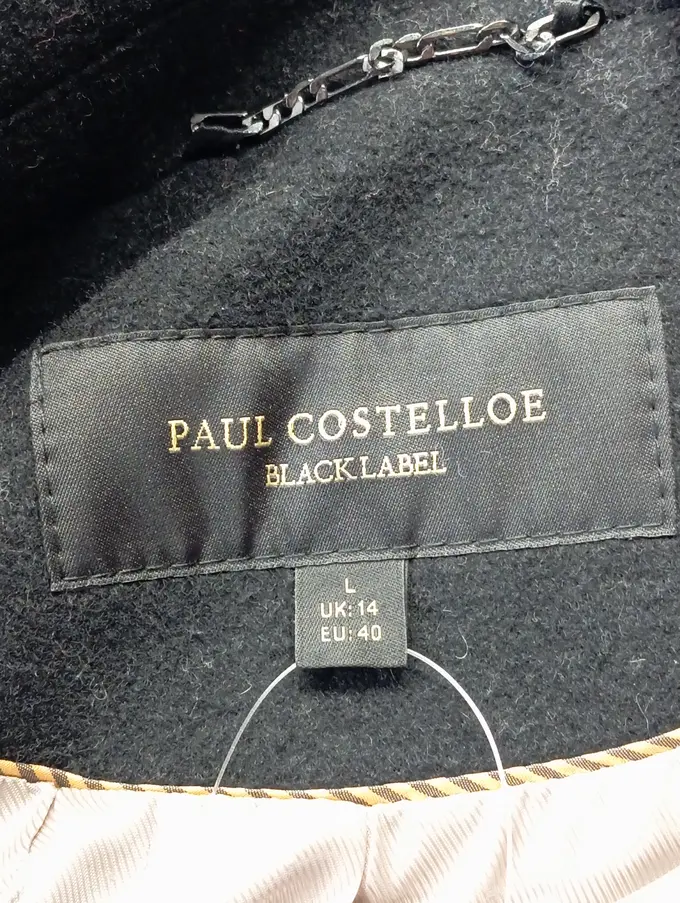 PAUL COSTELLOE
BLACK LABEL
L
UK: 14
EU: 40